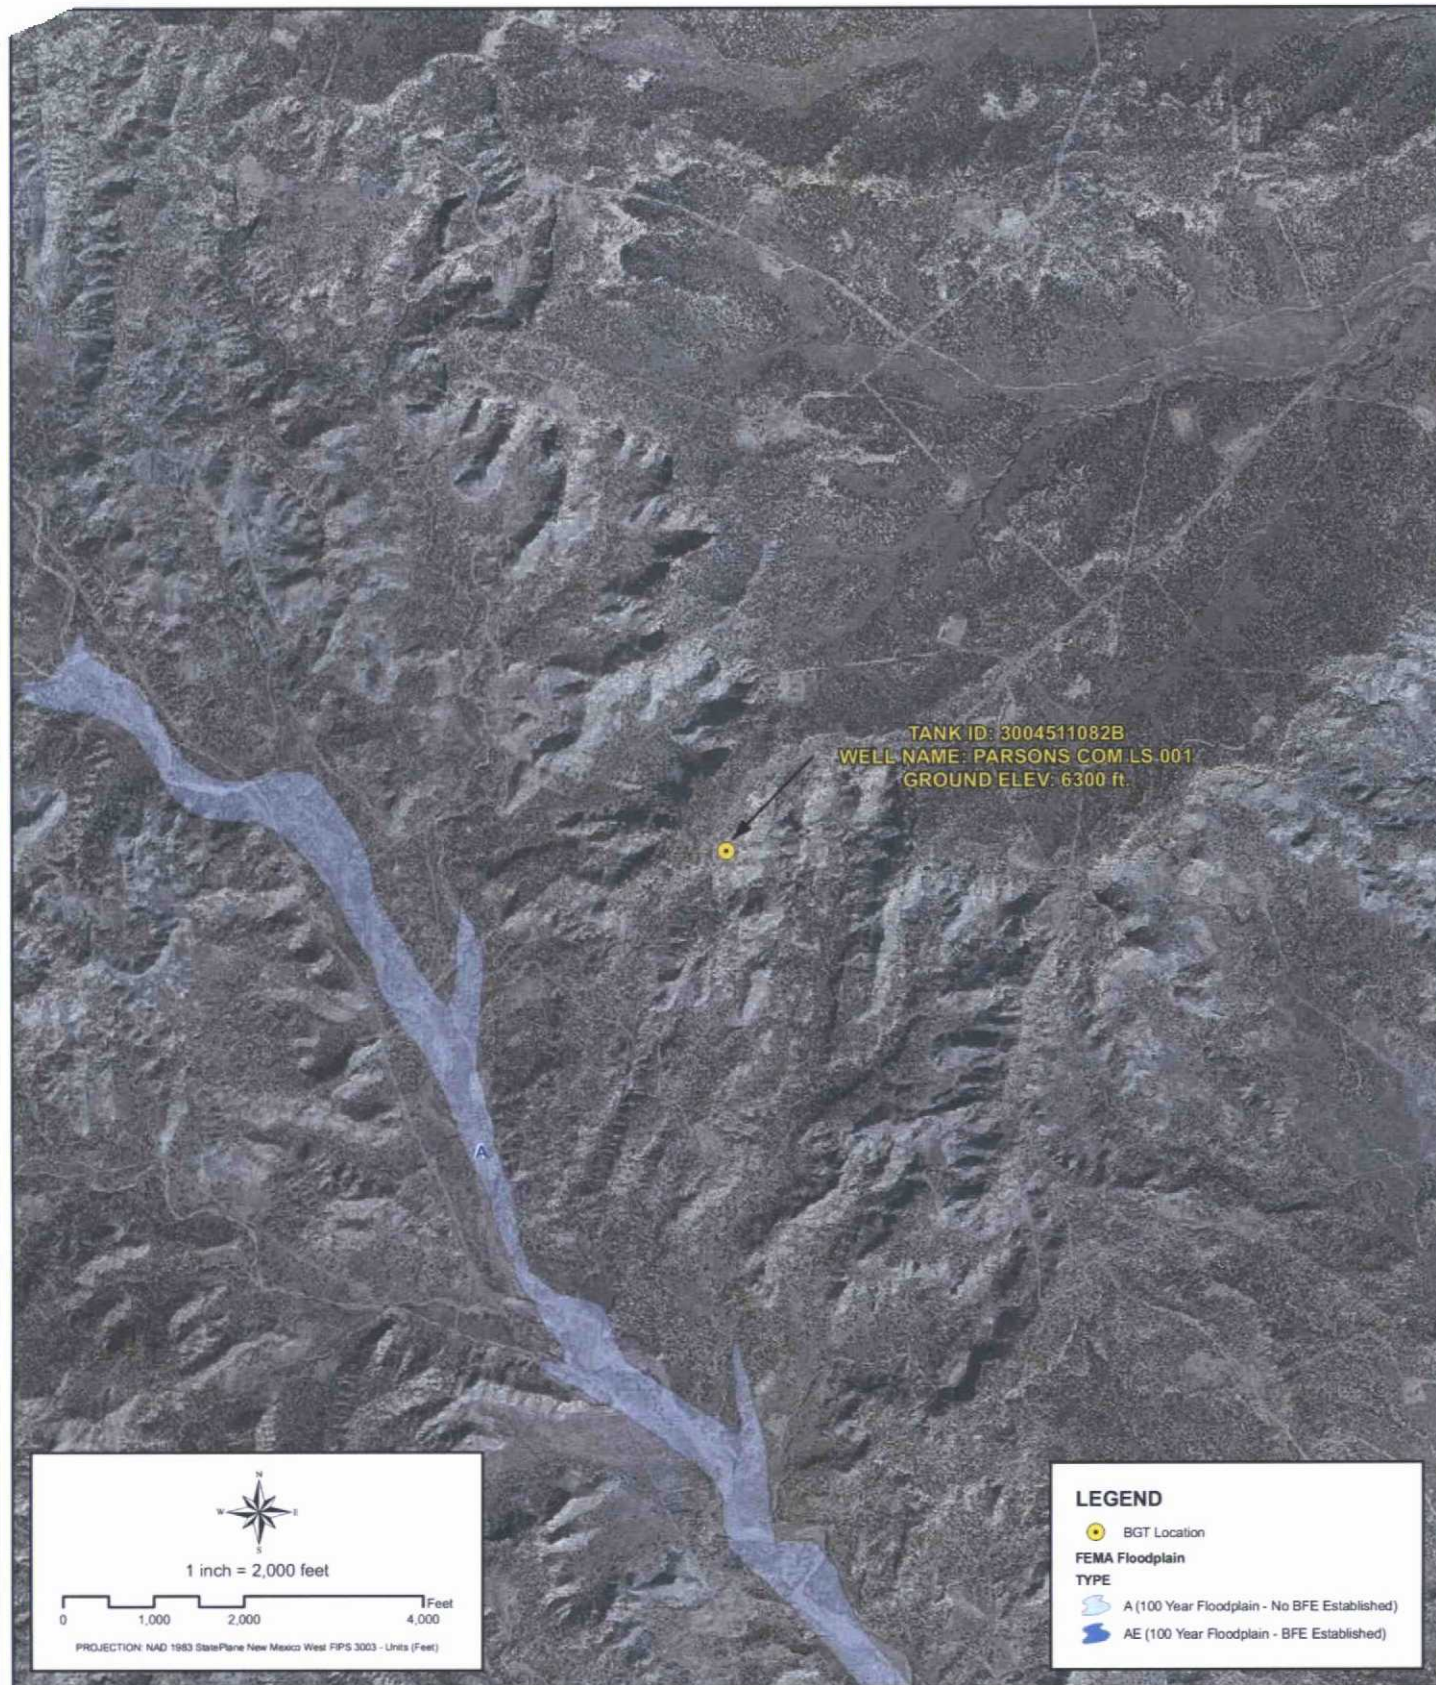 TANK ID: 3004511082B
WELL NAME: PARSONS COM LS 001
GROUND ELEV: 6300 ft.
A
N
W E
S
1 inch = 2,000 feet
Feet
0 1,000 2,000 4,000
PROJECTION: NAD 1983 StatePlane New Mexico West FIPS 3003 - Units (Feet)
LEGEND
BGT Location
FEMA Floodplain
TYPE
A (100 Year Floodplain - No BFE Established)
AE (100 Year Floodplain - BFE Established)